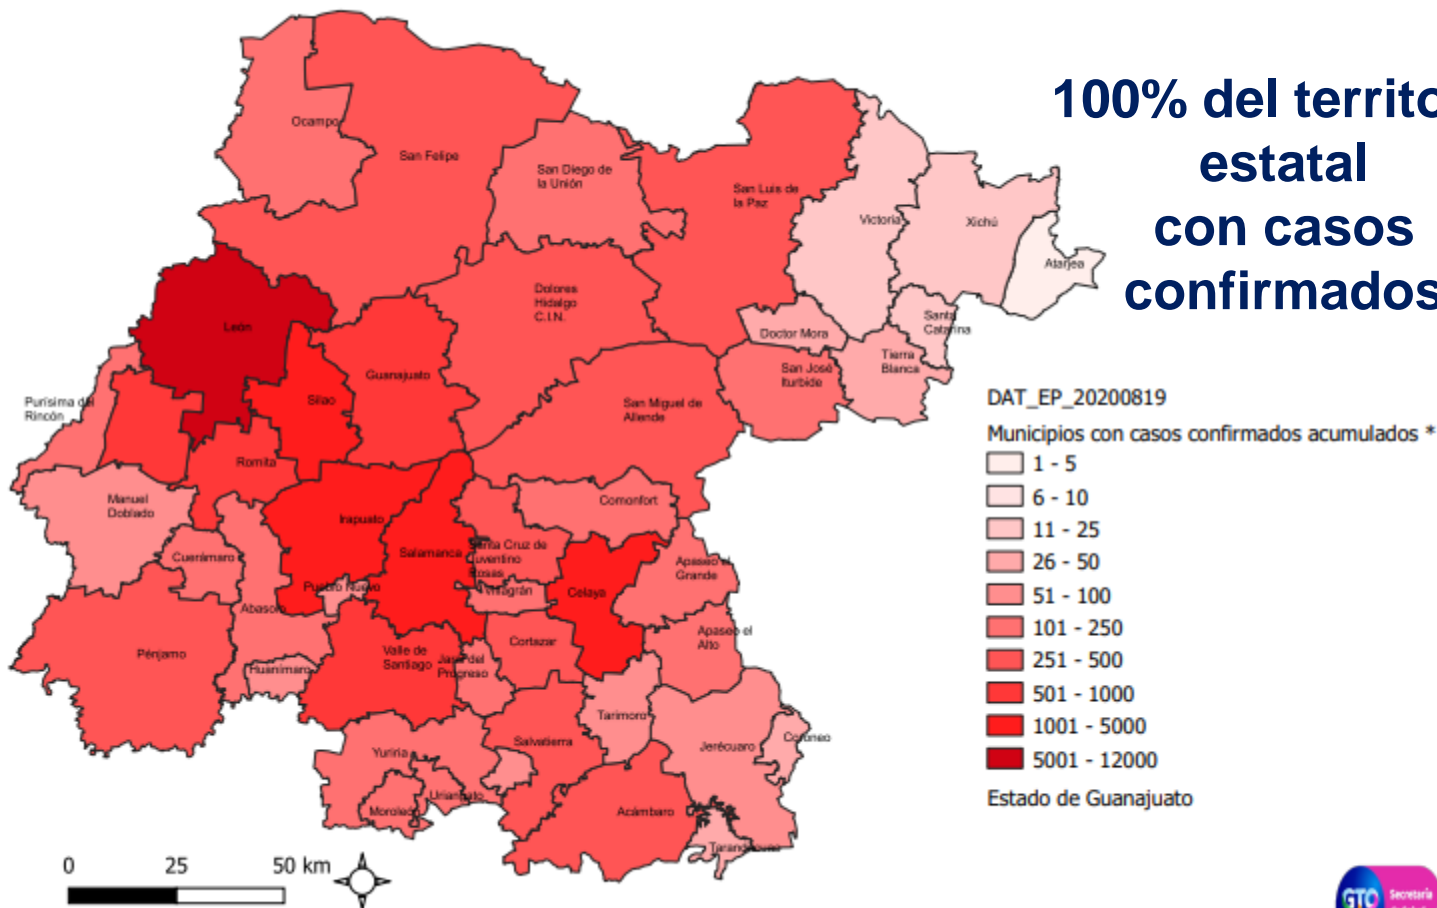 100% del territo
estatal
con casos
confirmados
Ocampo
San Felipe
San Diego de
la Unión
San Luis de
la Paz
Victoria
Xichú
Atarjea
León
Dolores
Hidalgo
C.I.N.
Doctor Mora
Santa
Catarina
Tierra
Blanca
San José
Iturbide
Guanajuato
Silao
Purísima del
Rincón
San Miguel de
Allende
Romita
Manuel
Doblado
Irapuato
Comonfort
Salamanca
Santa Cruz de
Juventino
Rosas
Cuerámaro
Pueblo Nuevo
Villagrán
Celaya
Apaseo el
Grande
Abasolo
Apaseo el
Alto
Cortazar
Pénjamo
Huanímaro
Valle de
Santiago
Jaral del
Progreso
Tarimoro
Salvatierra
Jerécuaro
Coroneo
Yuriria
Uriangato
Moroleón
Acámbaro
Tarandacuao
DAT_EP_20200819
Municipios con casos confirmados acumulados *
1 - 5
6 - 10
11 - 25
26 - 50
51 - 100
101 - 250
251 - 500
501 - 1000
1001 - 5000
5001 - 12000
Estado de Guanajuato
0 25 50 km
GTO
Secretaría